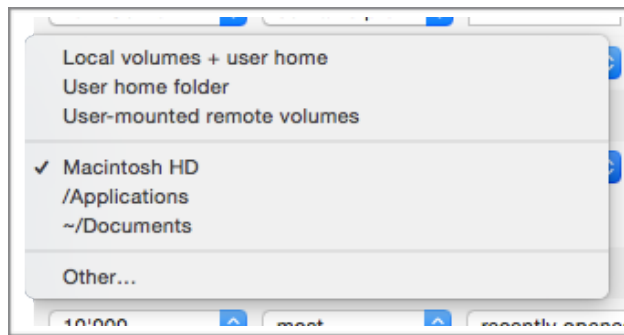 Local volumes + user home
User home folder
User-mounted remote volumes
✓ Macintosh HD
/Applications
~/Documents
Other…
10'000 most recently opene